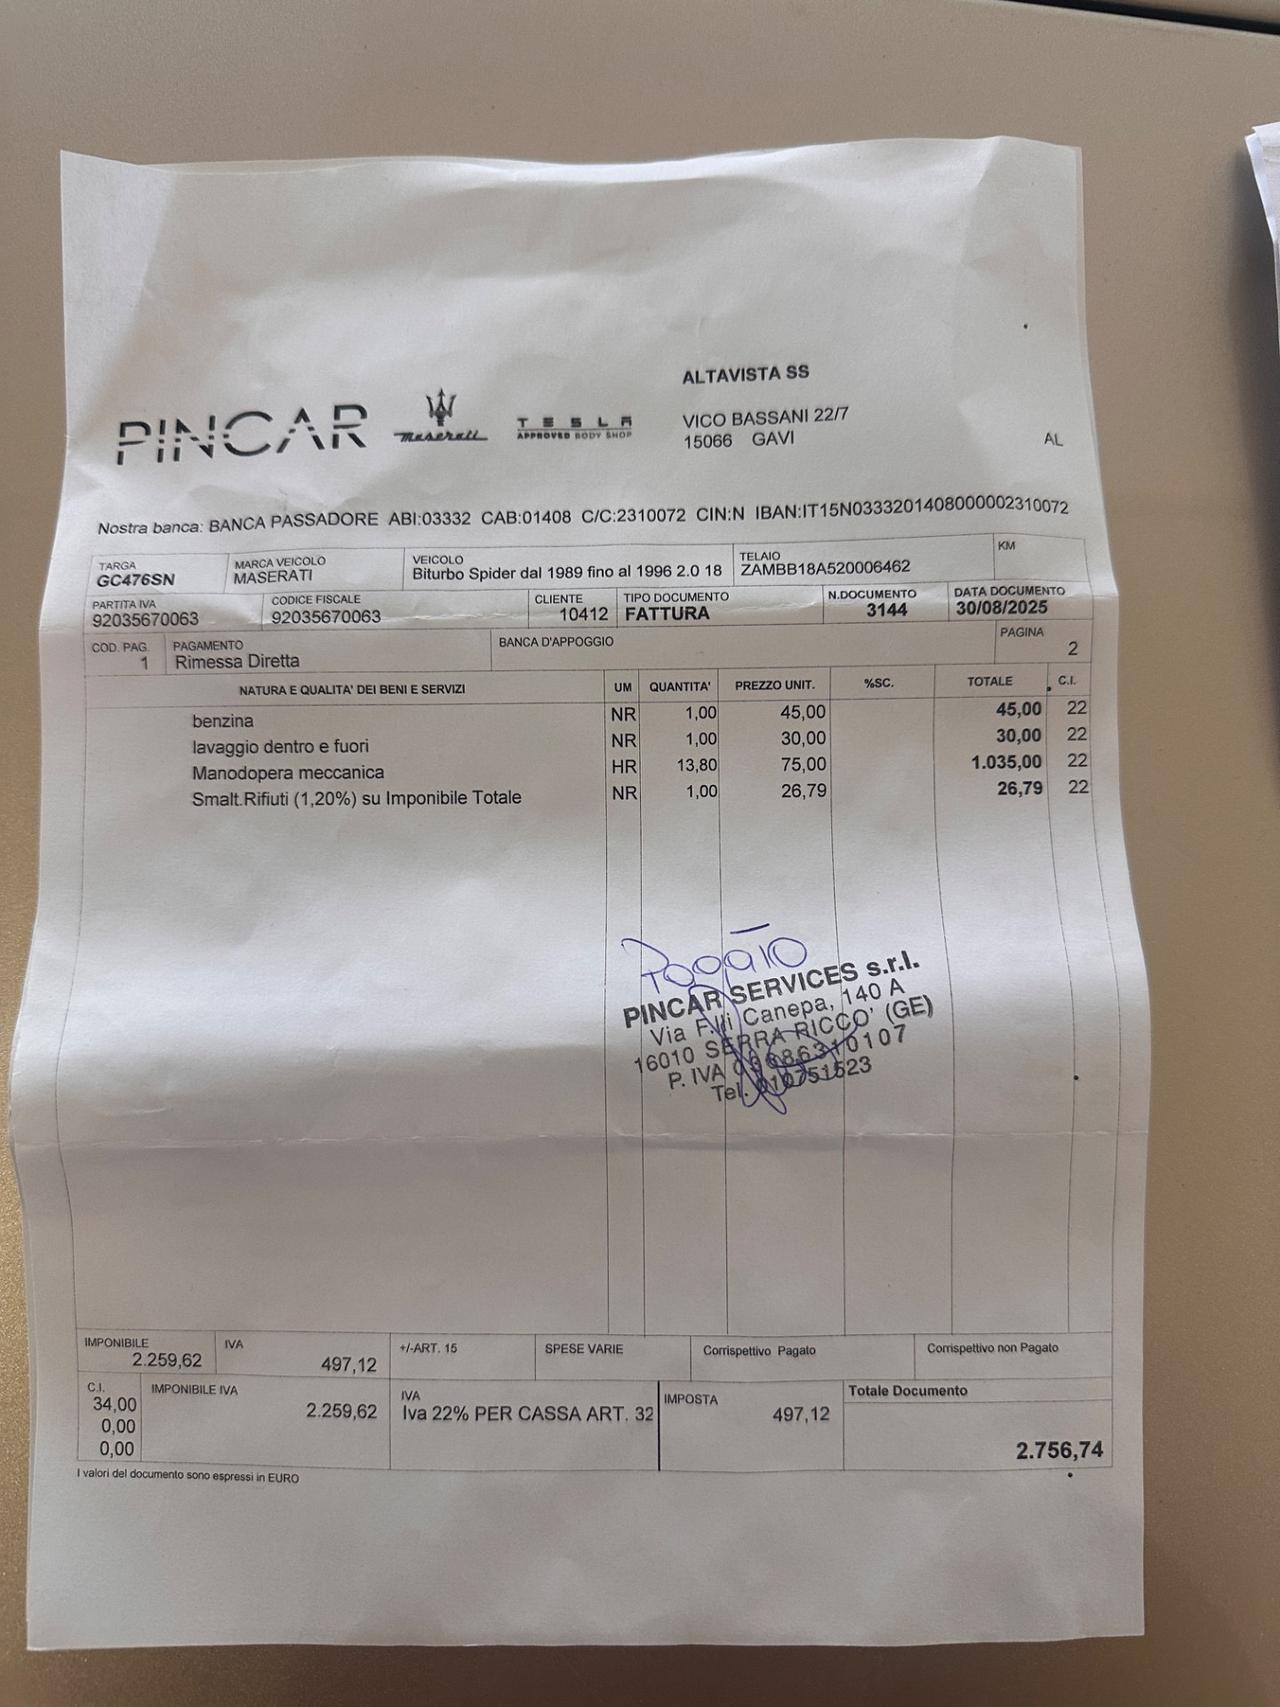 ALTAVISTA SS
PINCAR maserati TESLA
APPROVED BODY SHOP
VICO BASSANI 22/7
15066 GAVI AL
Nostra banca: BANCA PASSADORE ABI:03332 CAB:01408 C/C:2310072 CIN:N IBAN:IT15N0333201408000002310072
TARGA MARCA VEICOLO VEICOLO TELAIO KM
GC476SN MASERATI Biturbo Spider dal 1989 fino al 1996 2.0 18 ZAMBB18A520006462
PARTITA IVA CODICE FISCALE CLIENTE TIPO DOCUMENTO N.DOCUMENTO DATA DOCUMENTO
92035670063 92035670063 10412 FATTURA 3144 30/08/2025
COD. PAG. PAGAMENTO BANCA D'APPOGGIO PAGINA
1 Rimessa Diretta 2
NATURA E QUALITA' DEI BENI E SERVIZI UM QUANTITA' PREZZO UNIT. %SC. TOTALE C.I.
benzina NR 1,00 45,00 45,00 22
lavaggio dentro e fuori NR 1,00 30,00 30,00 22
Manodopera meccanica HR 13,80 75,00 1.035,00 22
Smalt.Rifiuti (1,20%) su Imponibile Totale NR 1,00 26,79 26,79 22
PINCAR SERVICES s.r.l.
Via F.lli Canepa, 140 A
16010 SERRA RICCO' (GE)
P. IVA
Tel.
IMPONIBILE IVA +/-ART. 15 SPESE VARIE Corrispettivo Pagato Corrispettivo non Pagato
2.259,62 497,12
C.I. IMPONIBILE IVA IVA IMPOSTA Totale Documento
34,00 2.259,62 Iva 22% PER CASSA ART. 32 497,12
0,00
0,00 2.756,74
I valori del documento sono espressi in EURO